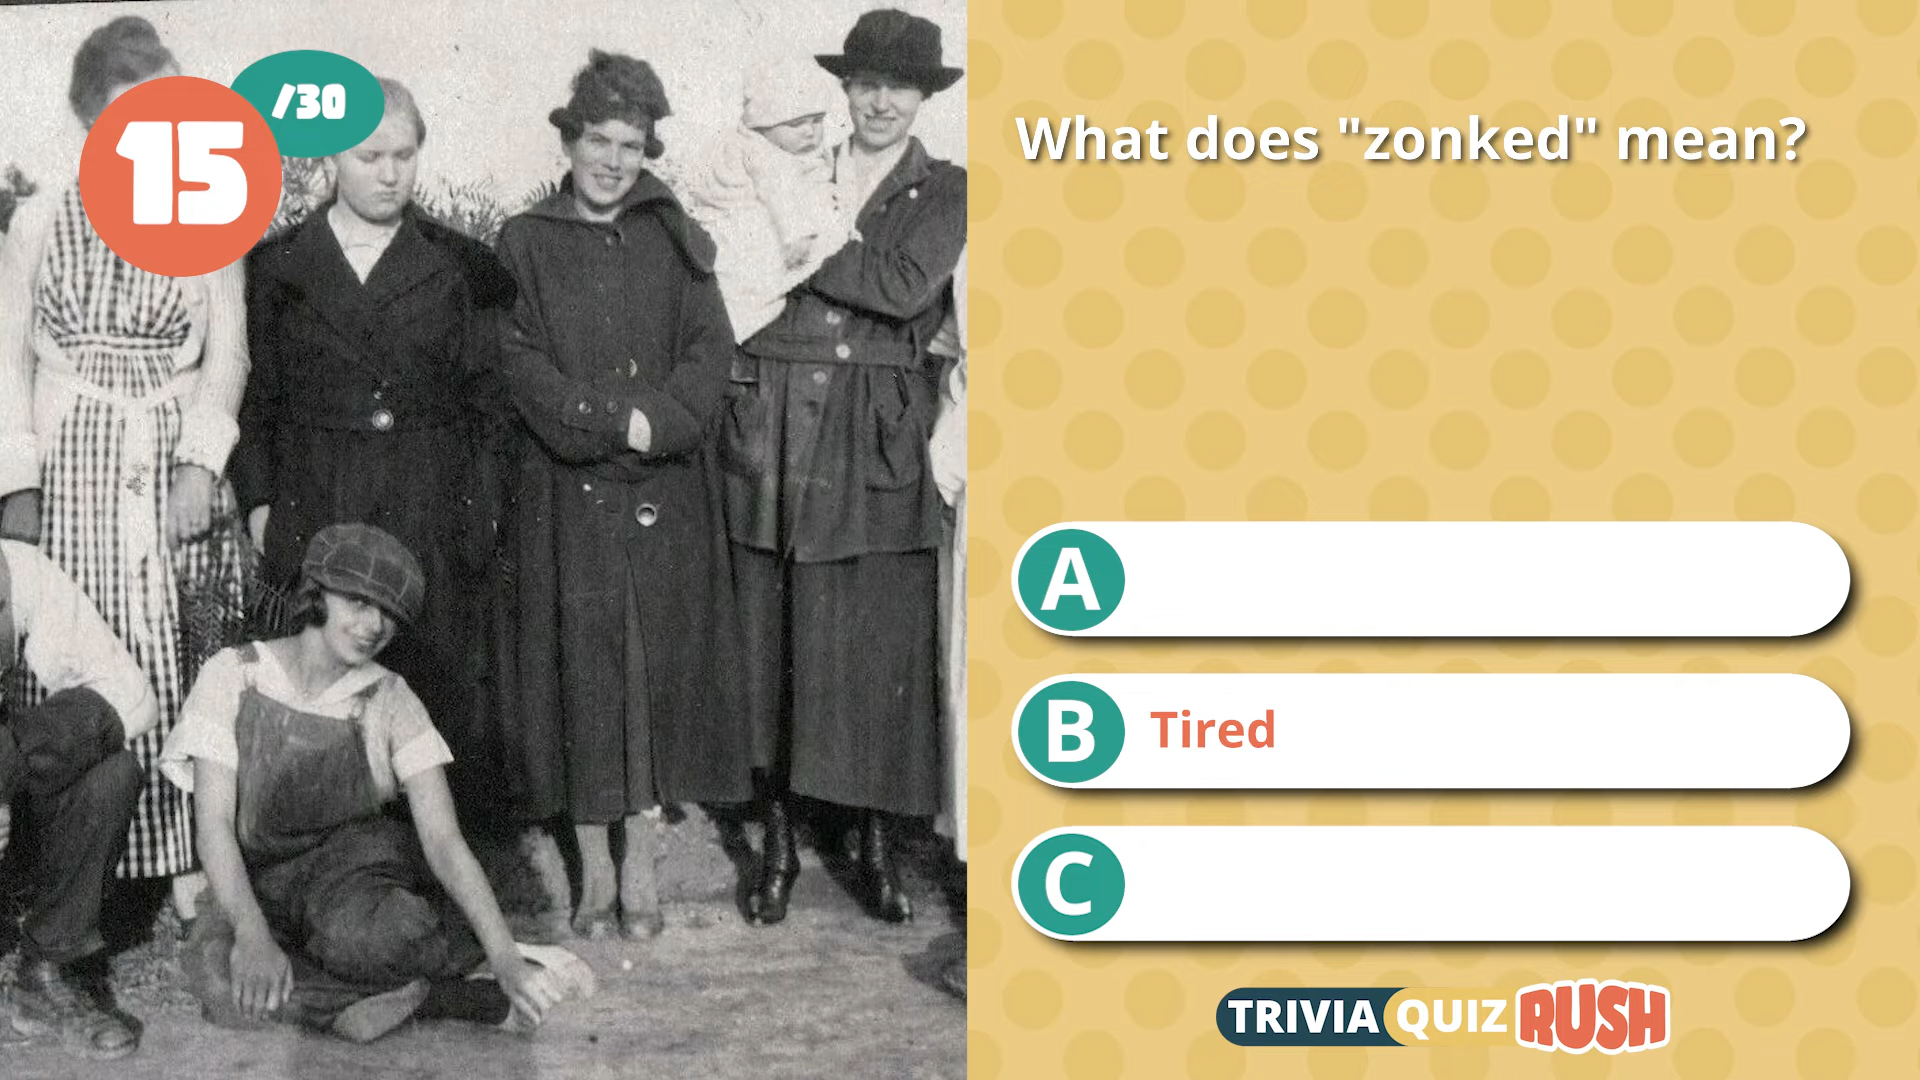 15
/30
What does "zonked" mean?
A
B Tired
C
TRIVIA QUIZ RUSH